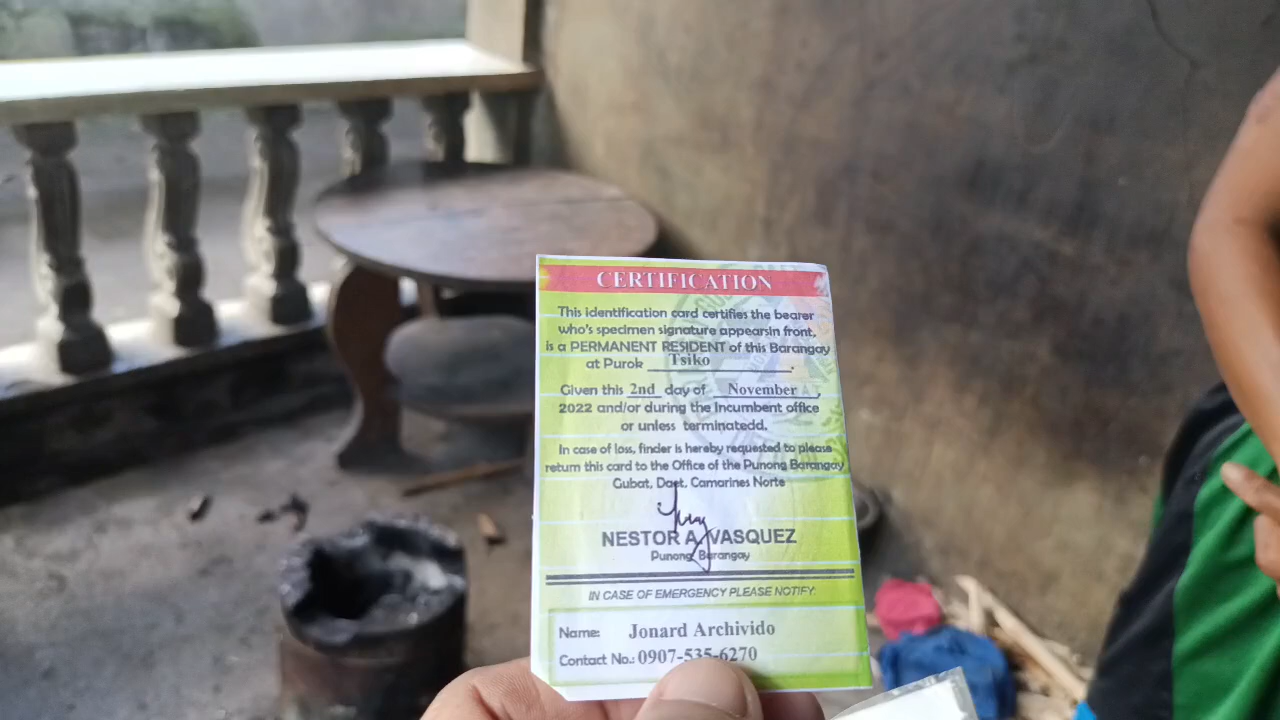 CERTIFICATION
This identification card certifies the bearer
who's specimen signature appearsin front,
is a PERMANENT RESIDENT of this Barangay
at Purok Tsiko.
Given this 2nd day of November,
2022 and/or during the Incumbent office
or unless terminatedd.
In case of loss, finder is hereby requested to please
return this card to the Office of the Punong Barangay
Gubat, Daet, Camarines Norte
NESTOR A. VASQUEZ
Punong Barangay
IN CASE OF EMERGENCY PLEASE NOTIFY:
Name: Jonard Archivido
Contact No.: 0907-535-6270